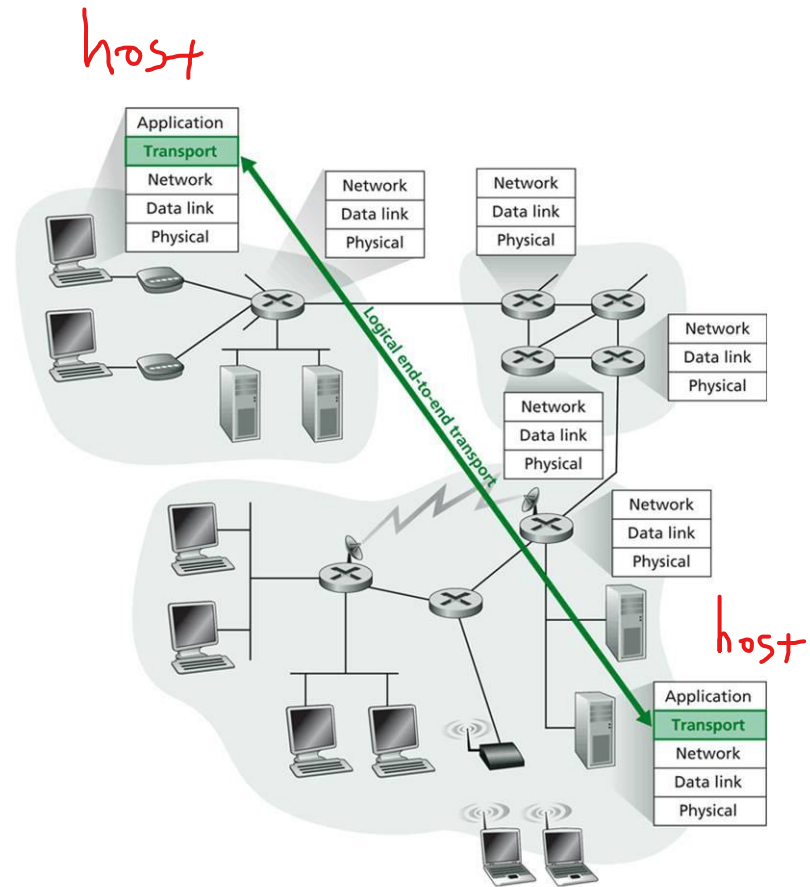 host
Application
Transport
Network
Data link
Physical
Network
Data link
Physical
Network
Data link
Physical
Network
Data link
Physical
Logical end-to-end transport
Network
Data link
Physical
Network
Data link
Physical
host
Application
Transport
Network
Data link
Physical